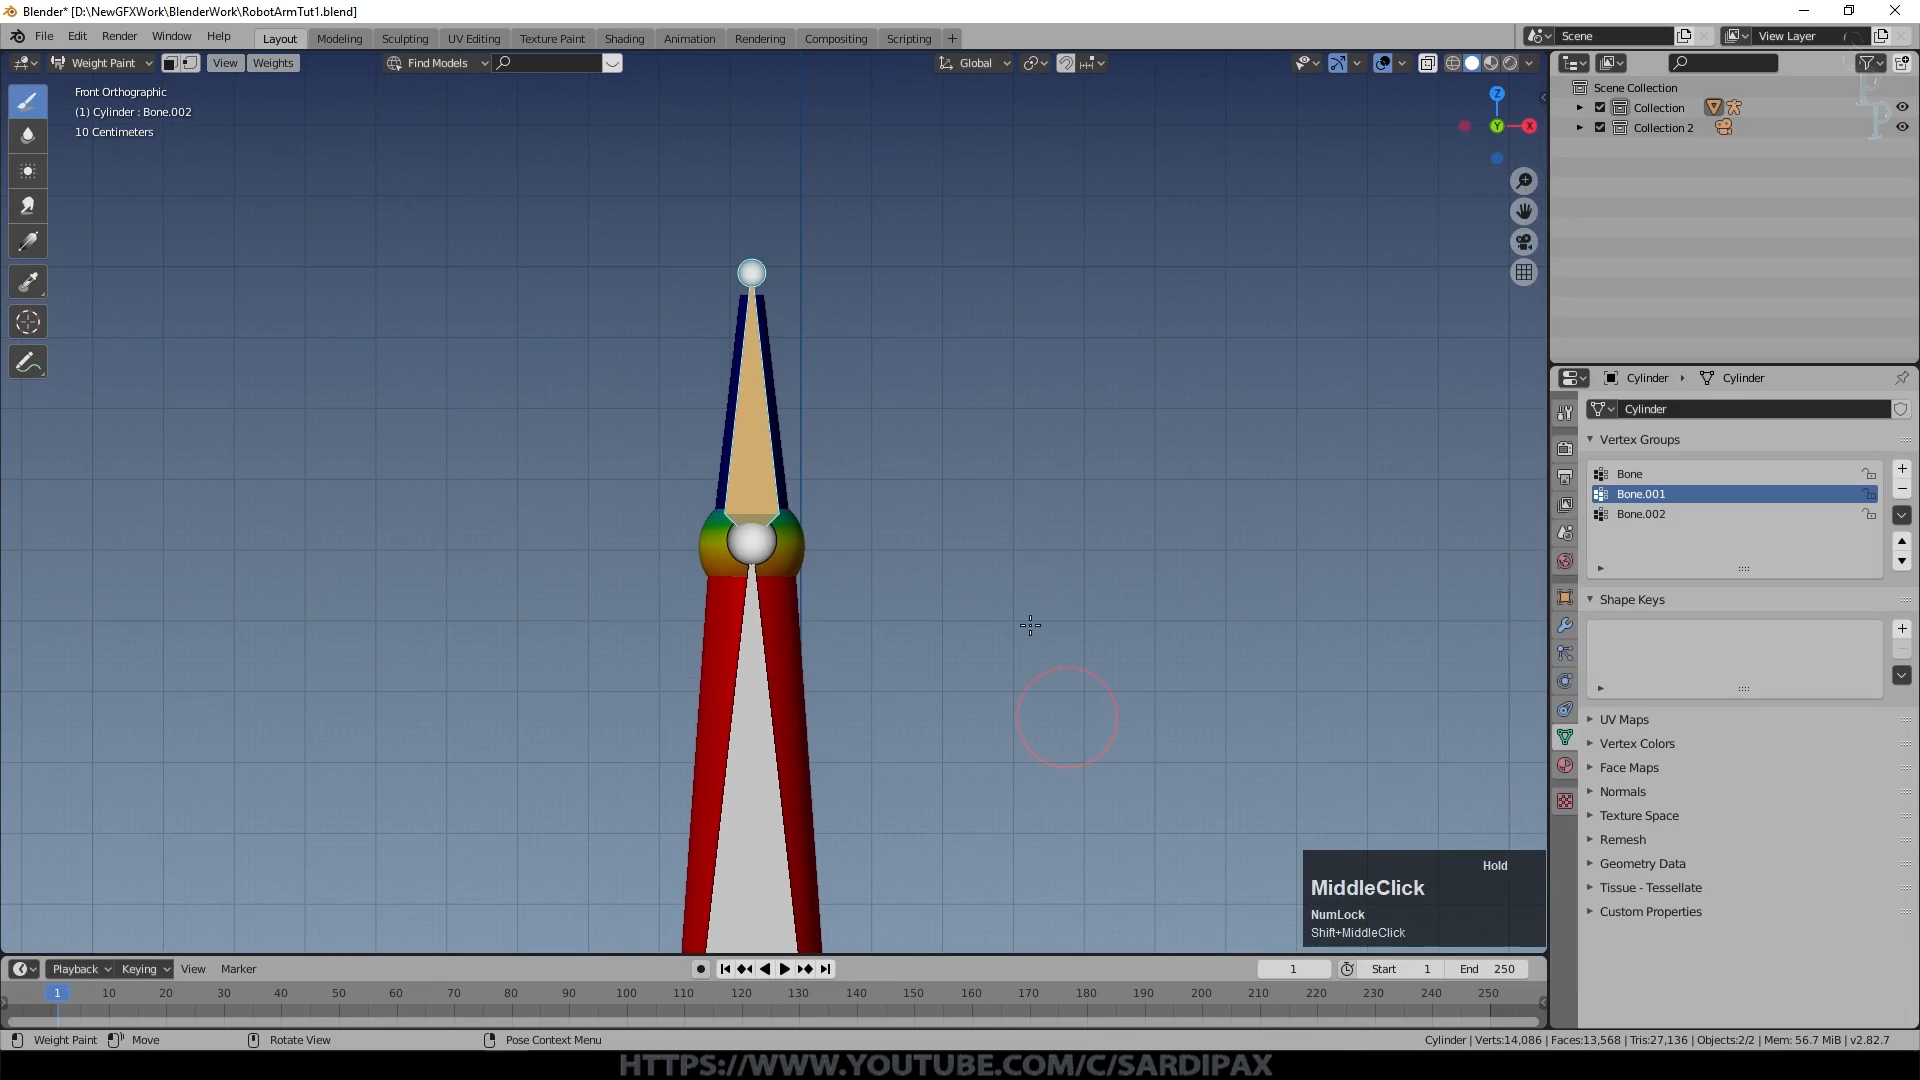 Blender* [D:\NewGFXWork\BlenderWork\RobotArmTut1.blend]
File Edit Render Window Help Layout Modeling Sculpting UV Editing Texture Paint Shading Animation Rendering Compositing Scripting + Scene View Layer
Weight Paint View Weights Find Models Global
Front Orthographic
(1) Cylinder : Bone.002
10 Centimeters
Z
Y
X
Scene Collection
Collection
Collection 2
Cylinder Cylinder
Cylinder
Vertex Groups
Bone
Bone.001
Bone.002
Shape Keys
UV Maps
Vertex Colors
Face Maps
Normals
Texture Space
Remesh
Geometry Data
Tissue - Tessellate
Custom Properties
Hold
MiddleClick
NumLock
Shift+MiddleClick
Playback Keying View Marker 1 Start 1 End 250
1 10 20 30 40 50 60 70 80 90 100 110 120 130 140 150 160 170 180 190 200 210 220 230 240 250
Weight Paint Move Rotate View Pose Context Menu Cylinder | Verts:14,086 | Faces:13,568 | Tris:27,136 | Objects:2/2 | Mem: 56.7 MiB | v2.82.7
HTTPS://WWW.YOUTUBE.COM/C/SARDIPAX